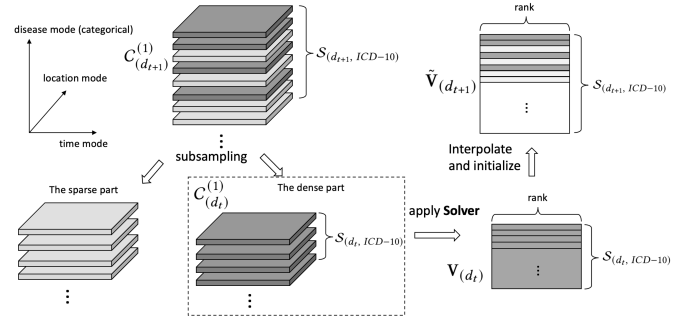 disease mode (categorical)
location mode
time mode
C^{(1)}_{(d_{t+1})}
S_{(d_{t+1}, ICD−10)}
⋮
subsampling
The sparse part
⋮
C^{(1)}_{(d_t)}
The dense part
S_{(d_t, ICD−10)}
⋮
apply Solver
rank
V_{(d_t)}
⋮
S_{(d_t, ICD−10)}
Interpolate
and initialize
rank
Ṽ_{(d_{t+1})}
⋮
S_{(d_{t+1}, ICD−10)}